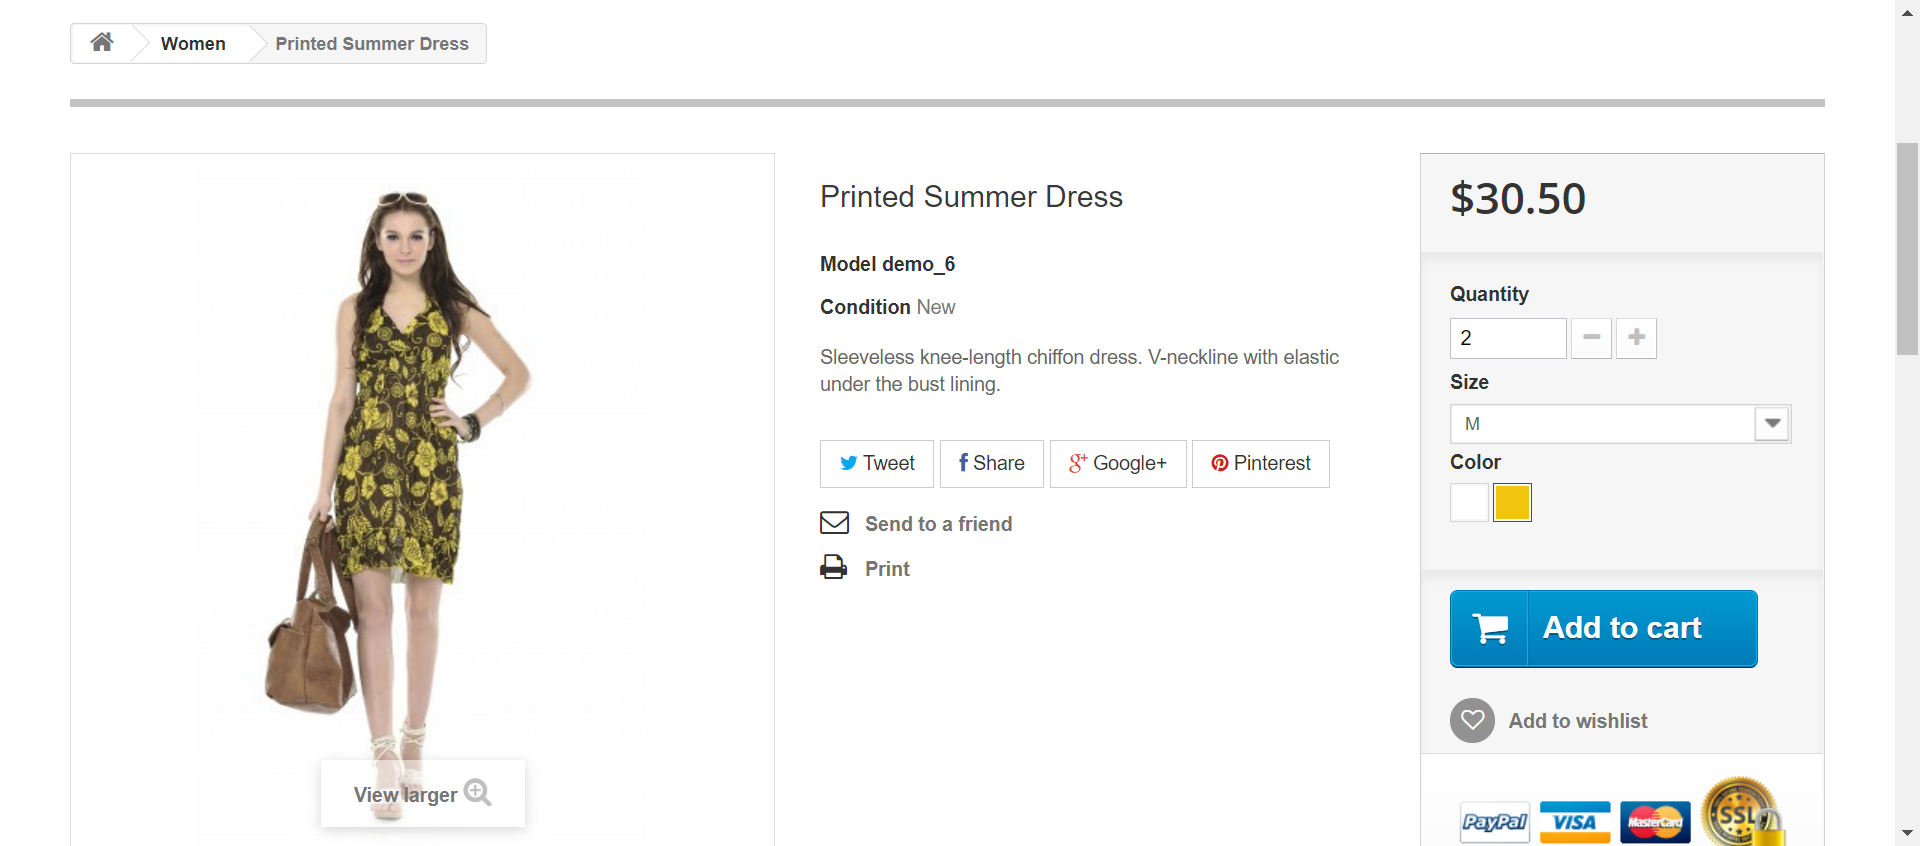 Women
Printed Summer Dress
Printed Summer Dress
Model demo_6
Condition New
Sleeveless knee-length chiffon dress. V-neckline with elastic
under the bust lining.
Tweet
Share
Google+
Pinterest
Send to a friend
Print
View larger
$30.50
Quantity
2
Size
M
Color
Add to cart
Add to wishlist
PayPal
VISA
MasterCard
SSL